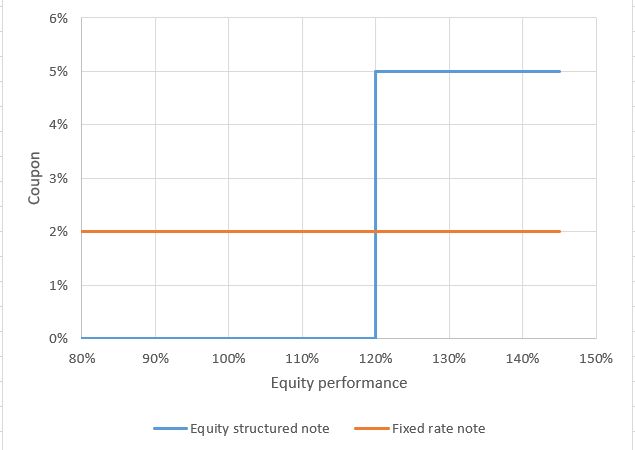 6%
5%
4%
3%
2%
1%
0%
Coupon
80% 90% 100% 110% 120% 130% 140% 150%
Equity performance
Equity structured note Fixed rate note